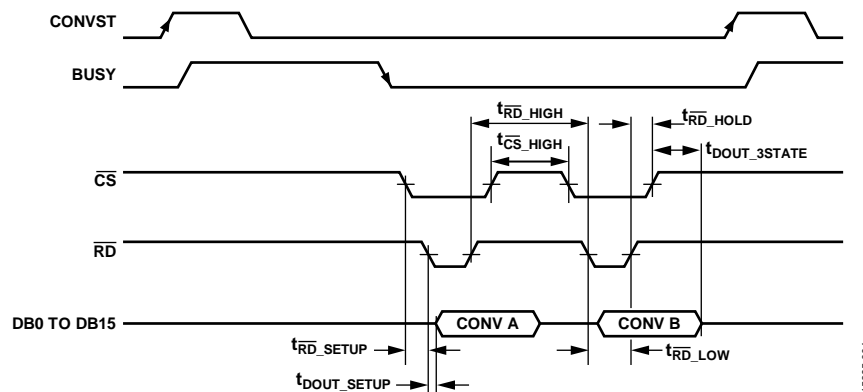 CONVST
BUSY
tRD_HIGH
tRD_HOLD
tCS_HIGH
tDOUT_3STATE
CS
RD
DB0 TO DB15
CONV A
CONV B
tRD_SETUP
tRD_LOW
tDOUT_SETUP